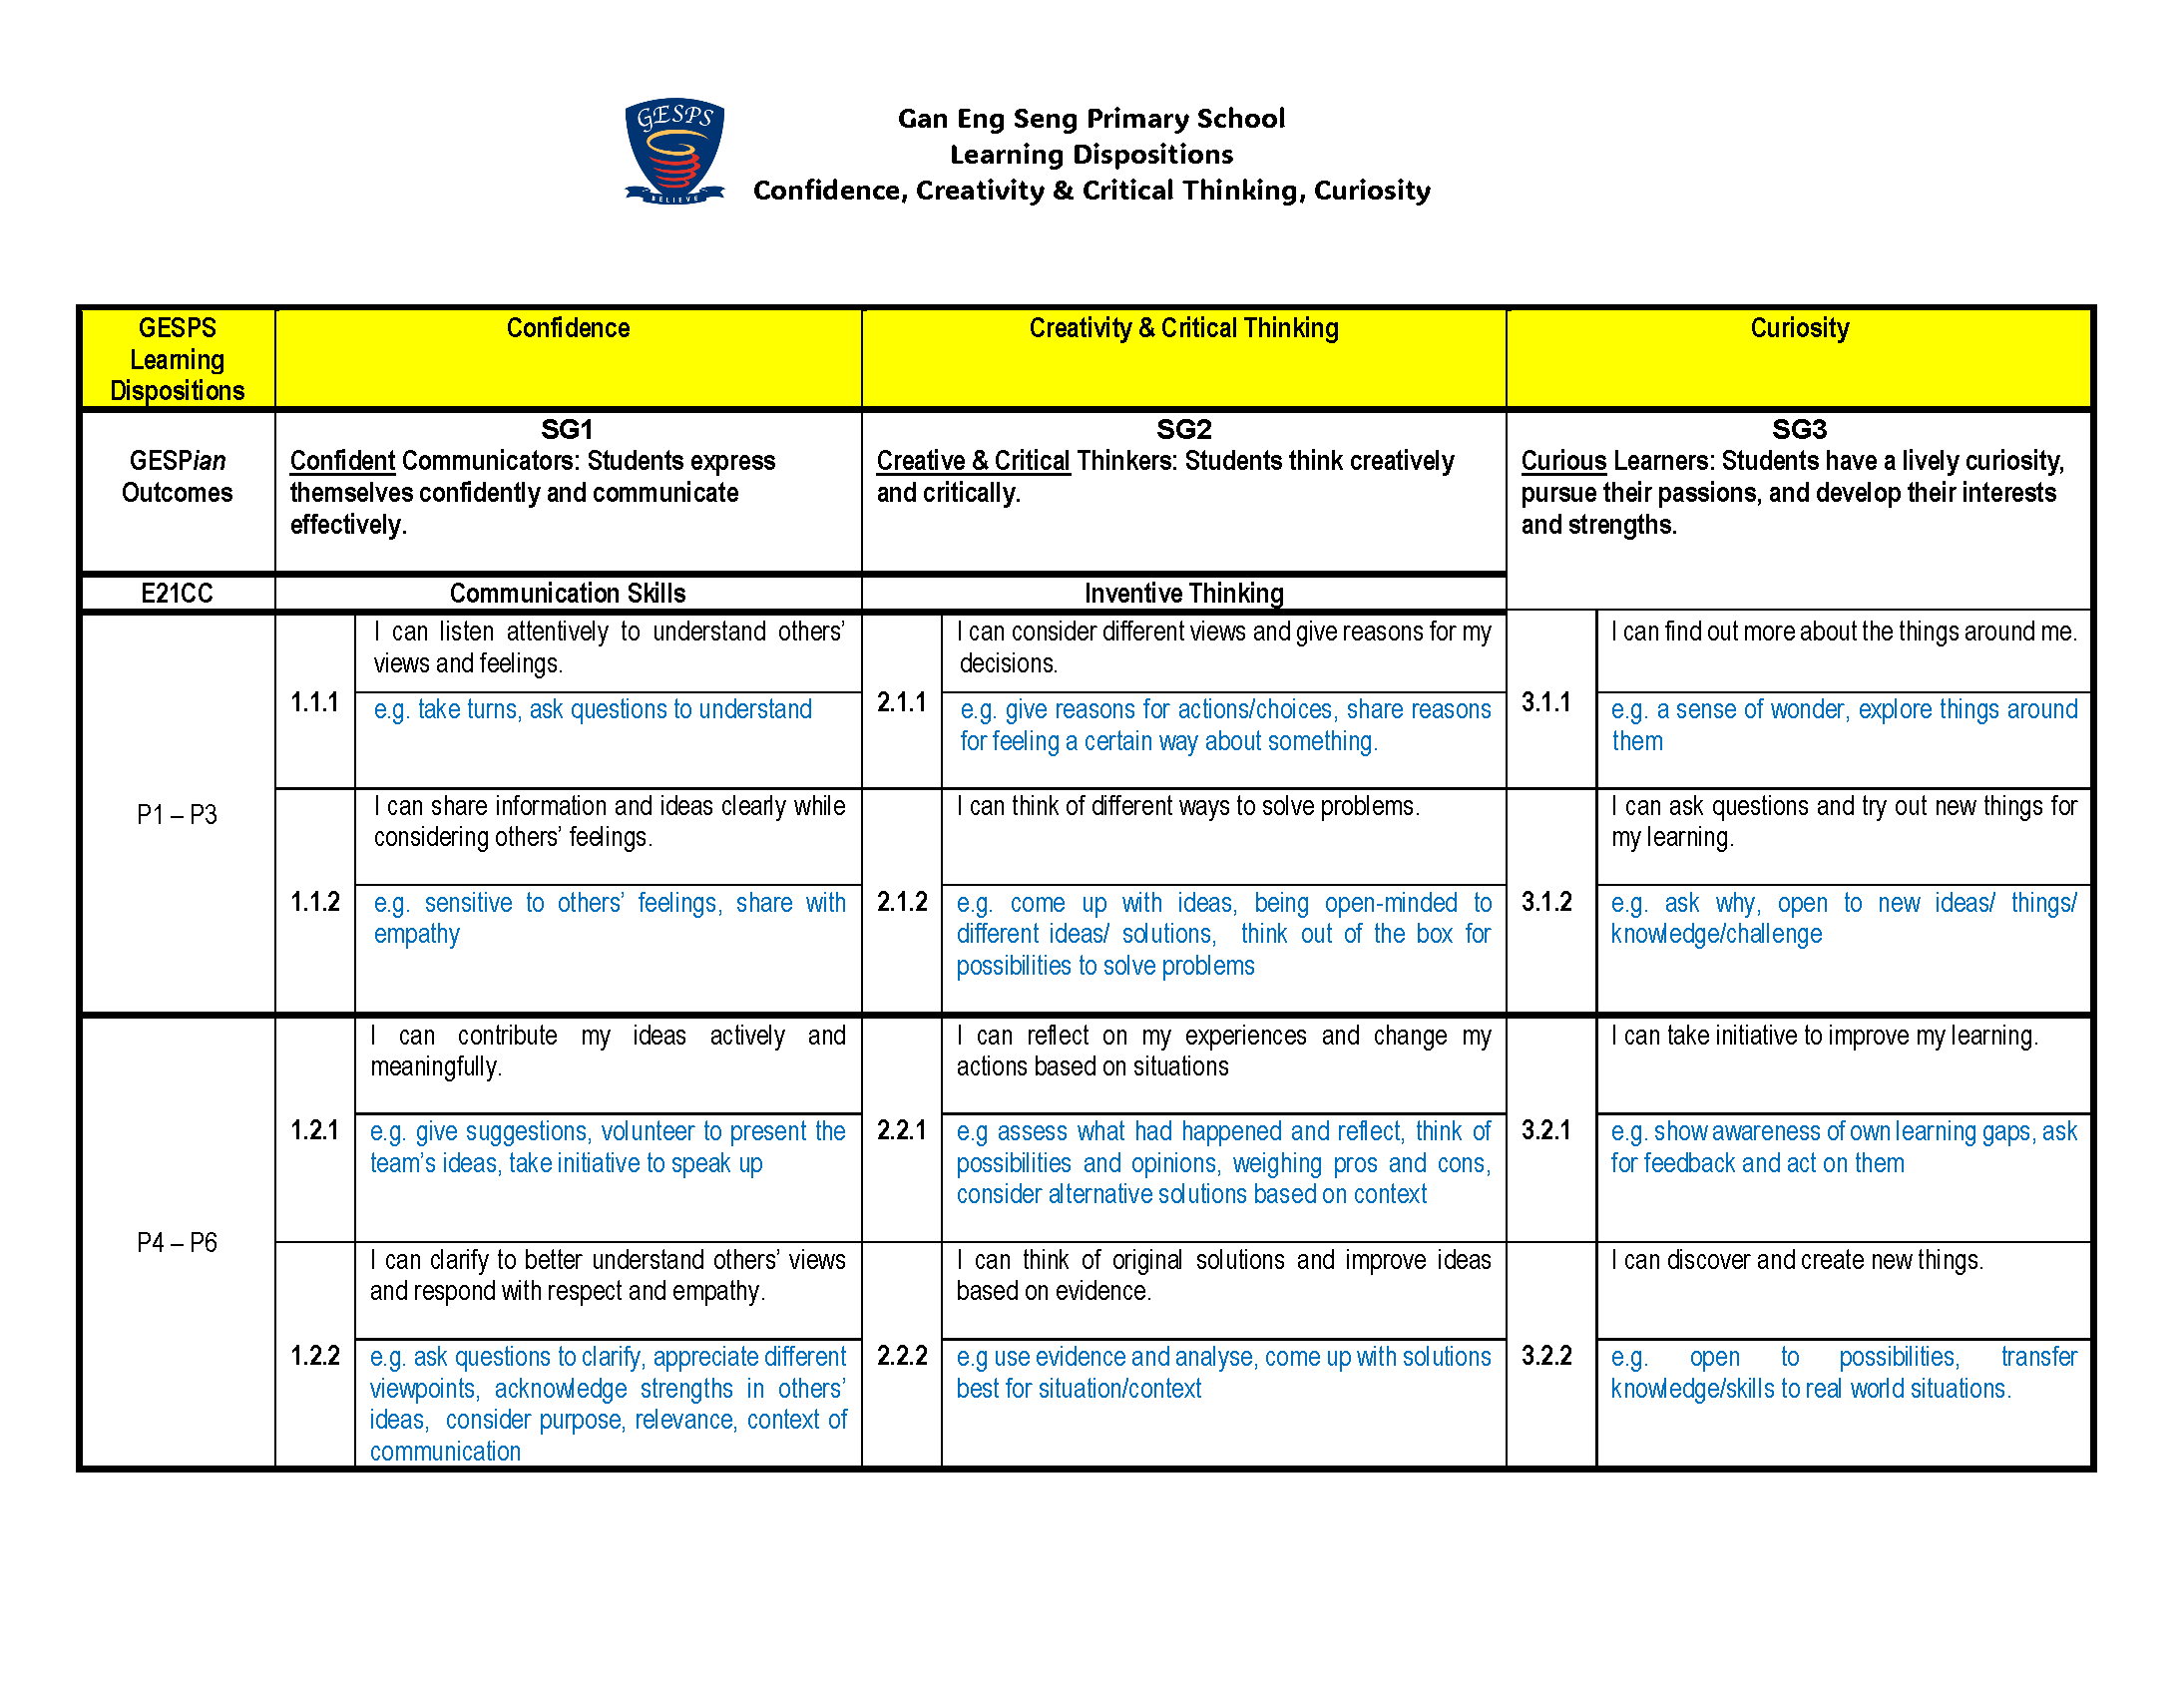 GESPS
BELIEVE
Gan Eng Seng Primary School
Learning Dispositions
Confidence, Creativity & Critical Thinking, Curiosity
GESPS
Learning
Dispositions
Confidence
Creativity & Critical Thinking
Curiosity
GESPian
Outcomes
SG1
Confident Communicators: Students express
themselves confidently and communicate
effectively.
SG2
Creative & Critical Thinkers: Students think creatively
and critically.
SG3
Curious Learners: Students have a lively curiosity,
pursue their passions, and develop their interests
and strengths.
E21CC
Communication Skills
Inventive Thinking
P1 – P3
1.1.1
I can listen attentively to understand others’
views and feelings.
e.g. take turns, ask questions to understand
2.1.1
I can consider different views and give reasons for my
decisions.
e.g. give reasons for actions/choices, share reasons
for feeling a certain way about something.
3.1.1
I can find out more about the things around me.
e.g. a sense of wonder, explore things around
them
1.1.2
I can share information and ideas clearly while
considering others’ feelings.
e.g. sensitive to others’ feelings, share with
empathy
2.1.2
I can think of different ways to solve problems.
e.g. come up with ideas, being open-minded to
different ideas/ solutions, think out of the box for
possibilities to solve problems
3.1.2
I can ask questions and try out new things for
my learning.
e.g. ask why, open to new ideas/ things/
knowledge/challenge
P4 – P6
1.2.1
I can contribute my ideas actively and
meaningfully.
e.g. give suggestions, volunteer to present the
team’s ideas, take initiative to speak up
2.2.1
I can reflect on my experiences and change my
actions based on situations
e.g assess what had happened and reflect, think of
possibilities and opinions, weighing pros and cons,
consider alternative solutions based on context
3.2.1
I can take initiative to improve my learning.
e.g. show awareness of own learning gaps, ask
for feedback and act on them
1.2.2
I can clarify to better understand others’ views
and respond with respect and empathy.
e.g. ask questions to clarify, appreciate different
viewpoints, acknowledge strengths in others’
ideas, consider purpose, relevance, context of
communication
2.2.2
I can think of original solutions and improve ideas
based on evidence.
e.g use evidence and analyse, come up with solutions
best for situation/context
3.2.2
I can discover and create new things.
e.g. open to possibilities, transfer
knowledge/skills to real world situations.